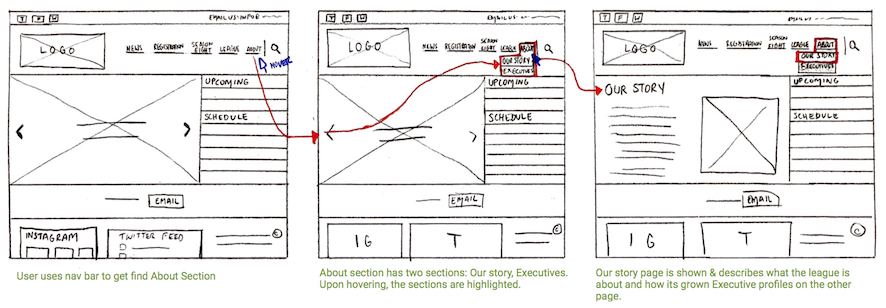 T F W
EMAIL US: INFO@
LOGO
NEWS REGISTRATION SEASON EIGHT LEAGUE ABOUT
HOVER
UPCOMING
SCHEDULE
EMAIL
INSTAGRAM
TWITTER FEED
©
User uses nav bar to get find About Section
T F W
EMAIL US
LOGO
NEWS REGISTRATION SEASON EIGHT LEAGUE ABOUT
OUR STORY
EXECUTIVES
UPCOMING
SCHEDULE
EMAIL
IG
T
©
About section has two sections: Our story, Executives.
Upon hovering, the sections are highlighted.
T F W
EMAIL US
LOGO
NEWS REGISTRATION SEASON EIGHT LEAGUE ABOUT
OUR STORY
EXECUTIVES
OUR STORY
UPCOMING
SCHEDULE
EMAIL
IG
T
©
Our story page is shown & describes what the league is
about and how its grown Executive profiles on the other
page.